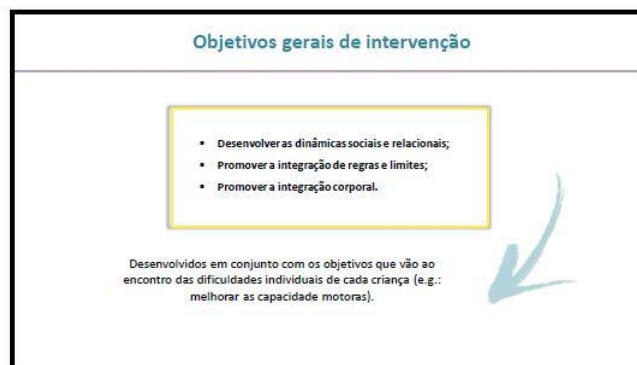 Objetivos gerais de intervenção
▪ Desenvolver as dinâmicas sociais e relacionais;
▪ Promover a integração de regras e limites;
▪ Promover a integração corporal.
Desenvolvidos em conjunto com os objetivos que vão ao
encontro das dificuldades individuais de cada criança (e.g.:
melhorar as capacidade motoras).